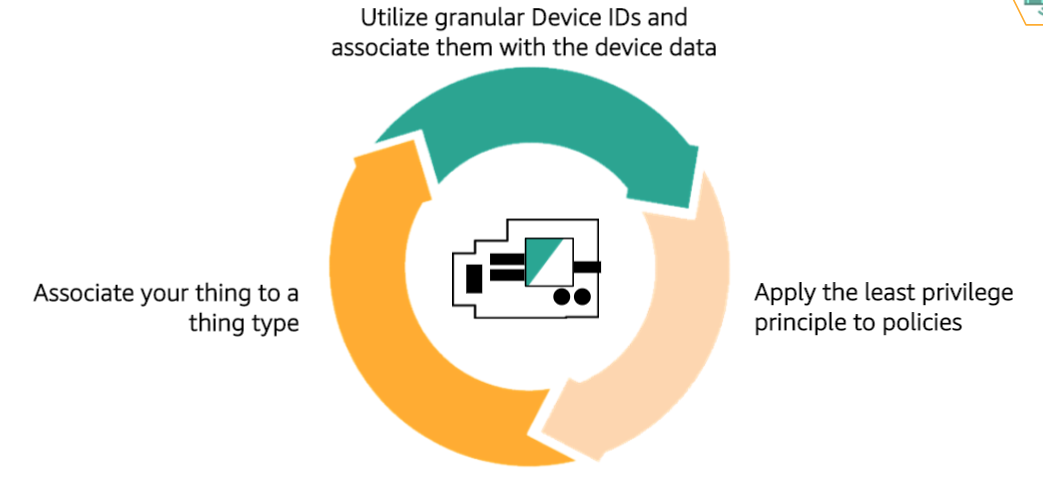 Utilize granular Device IDs and
associate them with the device data
Associate your thing to a
thing type
Apply the least privilege
principle to policies